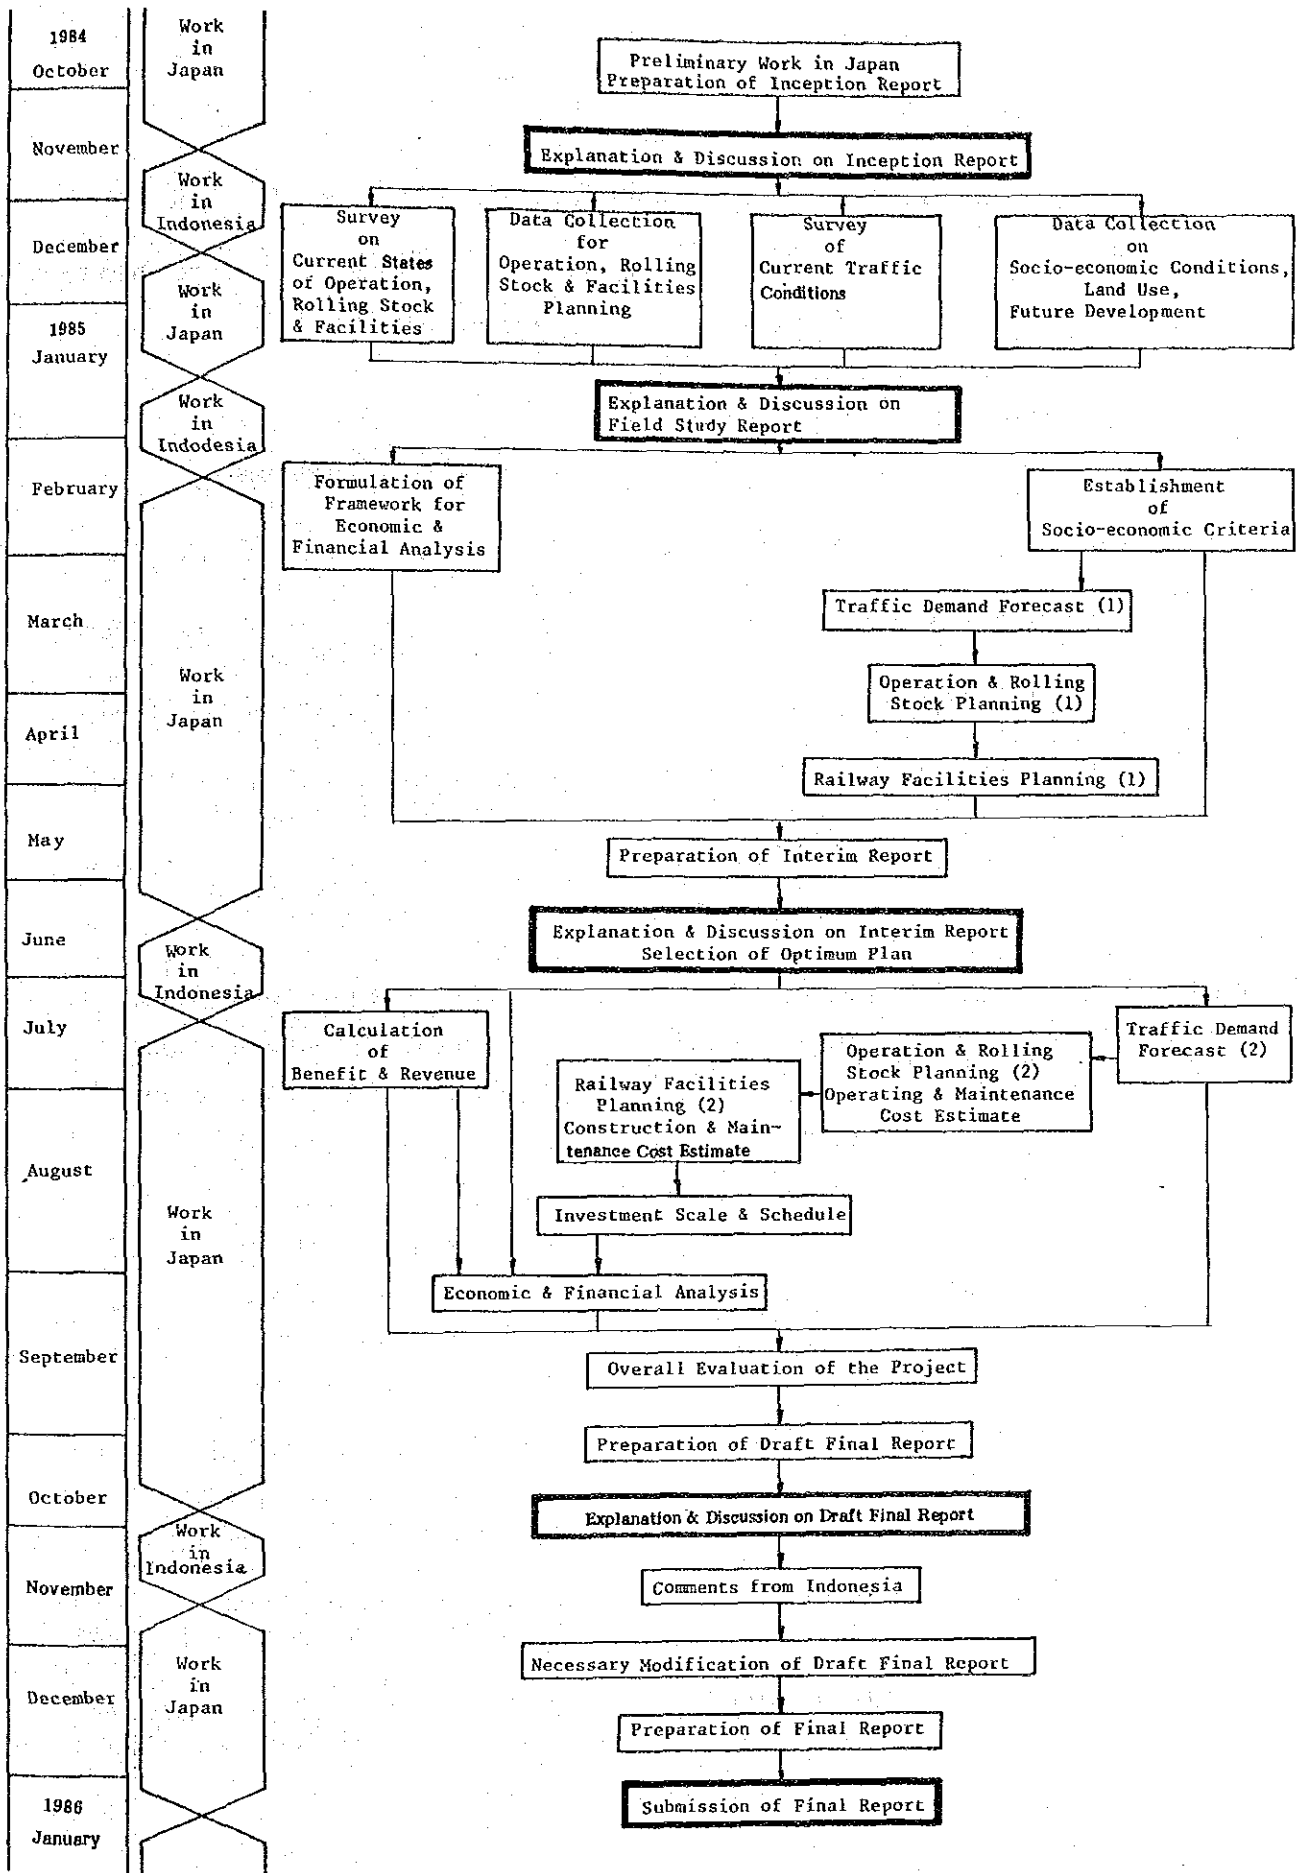 1984
October
November
December
1985
January
February
March
April
May
June
July
August
September
October
November
December
1986
January
Work
in
Japan
Work
in
Indonesia
Work
in
Japan
Work
in
Indodesia
Work
in
Japan
Work
in
Indonesia
Work
in
Japan
Work
in
Indonesia
Work
in
Japan
Preliminary Work in Japan
Preparation of Inception Report
Explanation & Discussion on Inception Report
Survey
on
Current States
of Operation,
Rolling Stock
& Facilities
Data Collection
for
Operation, Rolling
Stock & Facilities
Planning
Survey
of
Current Traffic
Conditions
Data Collection
on
Socio-economic Conditions,
Land Use,
Future Development
Explanation & Discussion on
Field Study Report
Formulation of
Framework for
Economic &
Financial Analysis
Establishment
of
Socio-economic Criteria
Traffic Demand Forecast (1)
Operation & Rolling
Stock Planning (1)
Railway Facilities Planning (1)
Preparation of Interim Report
Explanation & Discussion on Interim Report
Selection of Optimum Plan
Calculation
of
Benefit & Revenue
Railway Facilities
Planning (2)
Construction & Main-
tenance Cost Estimate
Operation & Rolling
Stock Planning (2)
Operating & Maintenance
Cost Estimate
Traffic Demand
Forecast (2)
Investment Scale & Schedule
Economic & Financial Analysis
Overall Evaluation of the Project
Preparation of Draft Final Report
Explanation & Discussion on Draft Final Report
Comments from Indonesia
Necessary Modification of Draft Final Report
Preparation of Final Report
Submission of Final Report